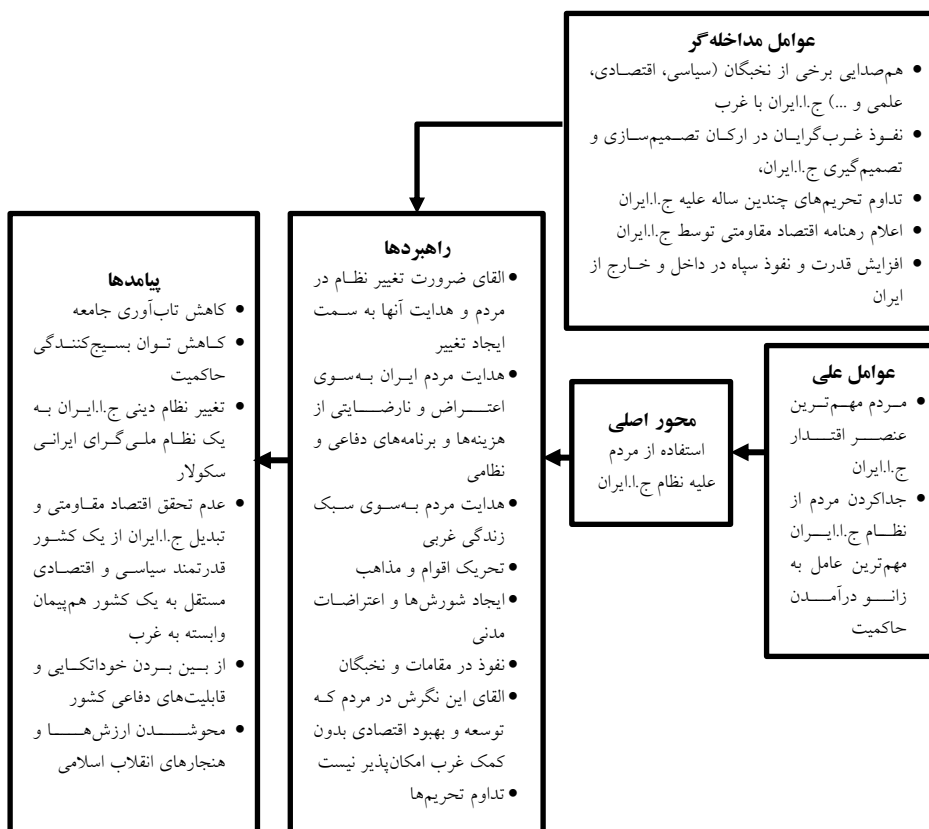 عوامل مداخله‌گر
• هم‌صدایی برخی از نخبگان (سیاسی، اقتصادی،
علمی و ...) ج.ا.ایران با غرب
• نفوذ غرب‌گرایان در ارکان تصمیم‌سازی و
تصمیم‌گیری ج.ا.ایران،
• تداوم تحریم‌های چندین ساله علیه ج.ا.ایران
• اعلام رهنامه اقتصاد مقاومتی توسط ج.ا.ایران
• افزایش قدرت و نفوذ سپاه در داخل و خارج از
ایران
عوامل علی
• مردم مهم‌ترین
عنصر اقتدار
ج.ا.ایران
• جداکردن مردم از
نظام ج.ا.ایران
مهم‌ترین عامل به
زانو درآمدن
حاکمیت
محور اصلی
استفاده از مردم
علیه نظام ج.ا.ایران
راهبردها
• القای ضرورت تغییر نظام در
مردم و هدایت آنها به سمت
ایجاد تغییر
• هدایت مردم ایران به‌سوی
اعتراض و نارضایتی از
هزینه‌ها و برنامه‌های دفاعی و
نظامی
• هدایت مردم به‌سوی سبک
زندگی غربی
• تحریک اقوام و مذاهب
• ایجاد شورش‌ها و اعتراضات
مدنی
• نفوذ در مقامات و نخبگان
• القای این نگرش در مردم که
توسعه و بهبود اقتصادی بدون
کمک غرب امکان‌پذیر نیست
• تداوم تحریم‌ها
پیامدها
• کاهش تاب‌آوری جامعه
• کاهش توان بسیج‌کنندگی
حاکمیت
• تغییر نظام دینی ج.ا.ایران به
یک نظام ملی‌گرای ایرانی
سکولار
• عدم تحقق اقتصاد مقاومتی و
تبدیل ج.ا.ایران از یک کشور
قدرتمند سیاسی و اقتصادی
مستقل به یک کشور هم‌پیمان
وابسته به غرب
• از بین بردن خوداتکایی و
قابلیت‌های دفاعی کشور
• محوشدن ارزش‌ها و
هنجارهای انقلاب اسلامی